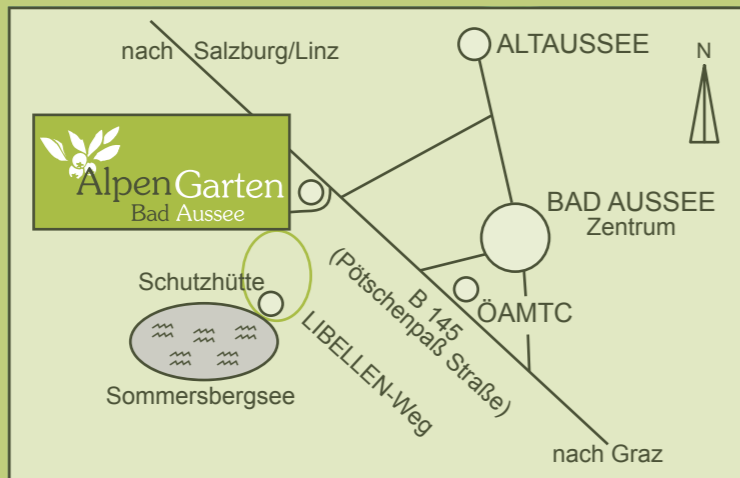 nach Salzburg/Linz
ALTAUSSEE
N
AlpenGarten
Bad Aussee
BAD AUSSEE
Zentrum
Schutzhütte
B 145
(Pötschenpaß Straße)
ÖAMTC
LIBELLEN-Weg
Sommersbergsee
nach Graz